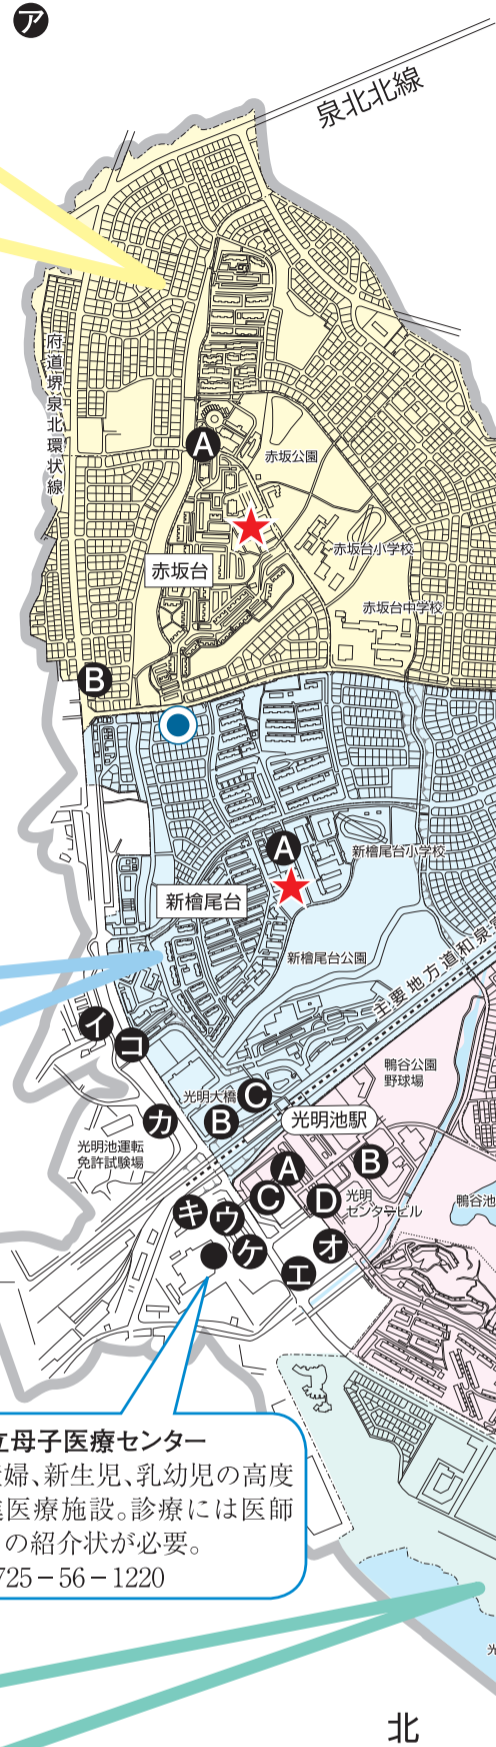 ア
泉北北線
府道堺泉北環状線
A
赤坂公園
赤坂台小学校
赤坂台
赤坂台中学校
B
A
新檜尾台小学校
新檜尾台
新檜尾台公園
主要地方道和泉
イ
コ
鴨谷公園
野球場
光明大橋
C
カ
B
光明池駅
光明池運転
免許試験場
A
B
C
D
光明
センタービル
鴨谷池
キ
ウ
ケ
オ
エ
立母子医療センター
婦、新生児、乳幼児の高度
医療施設。診療には医師
の紹介状が必要。
725－56－1220
光
北